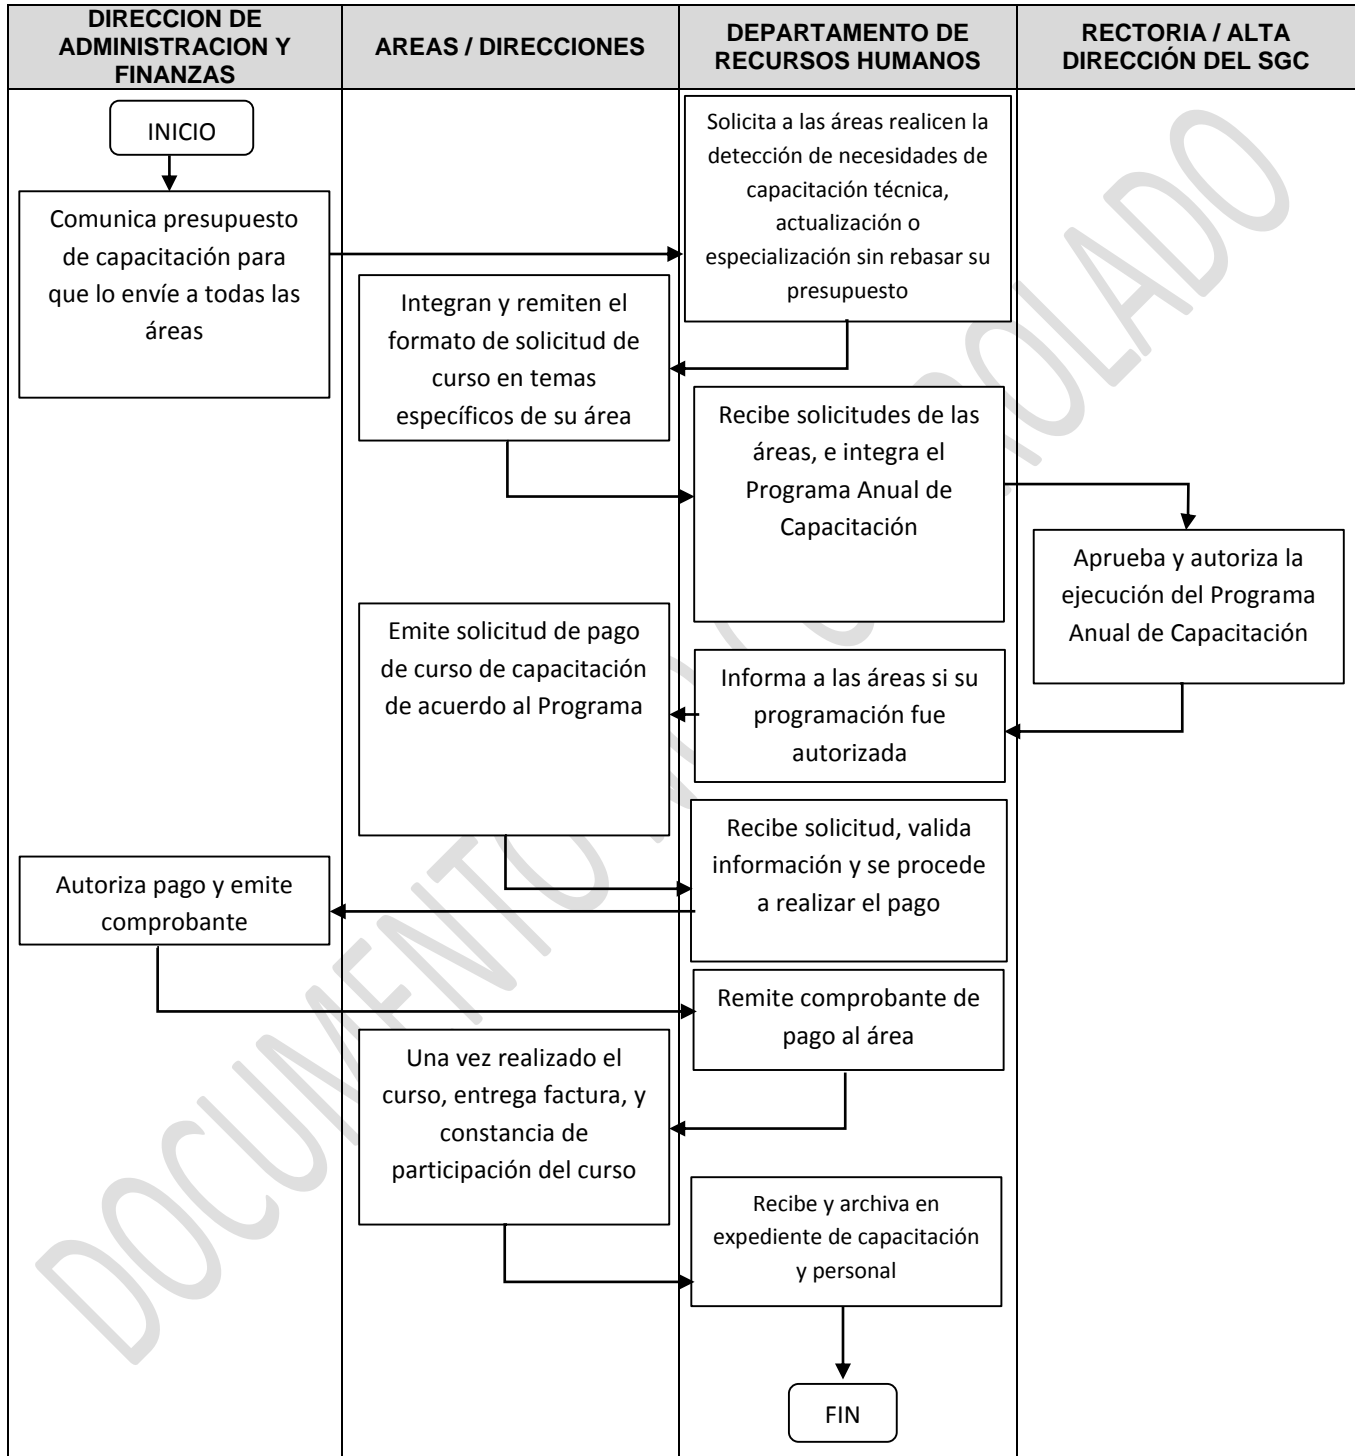 DIRECCION DE
ADMINISTRACION Y
FINANZAS
AREAS / DIRECCIONES
DEPARTAMENTO DE
RECURSOS HUMANOS
RECTORIA / ALTA
DIRECCIÓN DEL SGC
INICIO
Comunica presupuesto
de capacitación para
que lo envíe a todas las
áreas
Solicita a las áreas realicen la
detección de necesidades de
capacitación técnica,
actualización o
especialización sin rebasar su
presupuesto
Integran y remiten el
formato de solicitud de
curso en temas
específicos de su área
Recibe solicitudes de las
áreas, e integra el
Programa Anual de
Capacitación
Aprueba y autoriza la
ejecución del Programa
Anual de Capacitación
Informa a las áreas si su
programación fue
autorizada
Emite solicitud de pago
de curso de capacitación
de acuerdo al Programa
Recibe solicitud, valida
información y se procede
a realizar el pago
Autoriza pago y emite
comprobante
Remite comprobante de
pago al área
Una vez realizado el
curso, entrega factura, y
constancia de
participación del curso
Recibe y archiva en
expediente de capacitación
y personal
FIN
DOCUMENTO